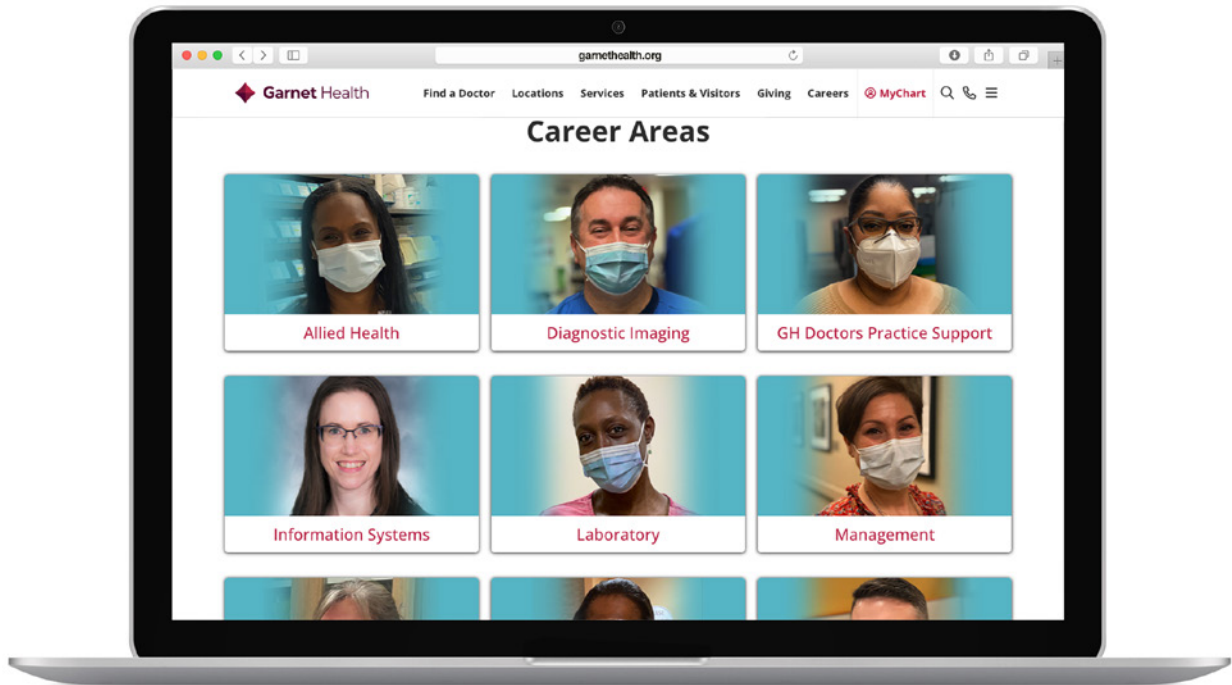 garnethealth.org
Garnet Health
Find a Doctor Locations Services Patients & Visitors Giving Careers MyChart
Career Areas
Allied Health Diagnostic Imaging GH Doctors Practice Support
Information Systems Laboratory Management